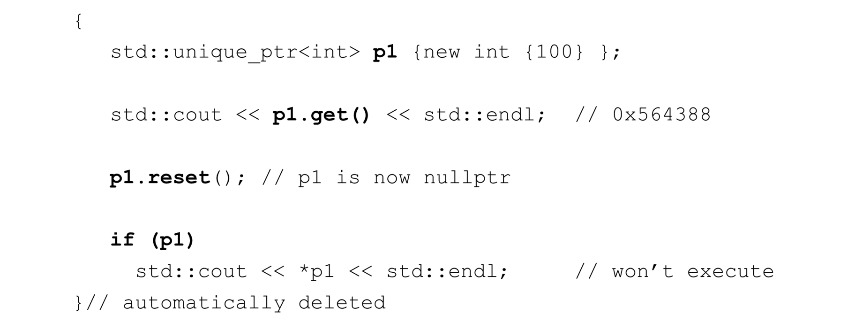 {
std::unique_ptr<int> p1 {new int {100} };
std::cout << p1.get() << std::endl; // 0x564388
p1.reset(); // p1 is now nullptr
if (p1)
std::cout << *p1 << std::endl; // won't execute
}// automatically deleted